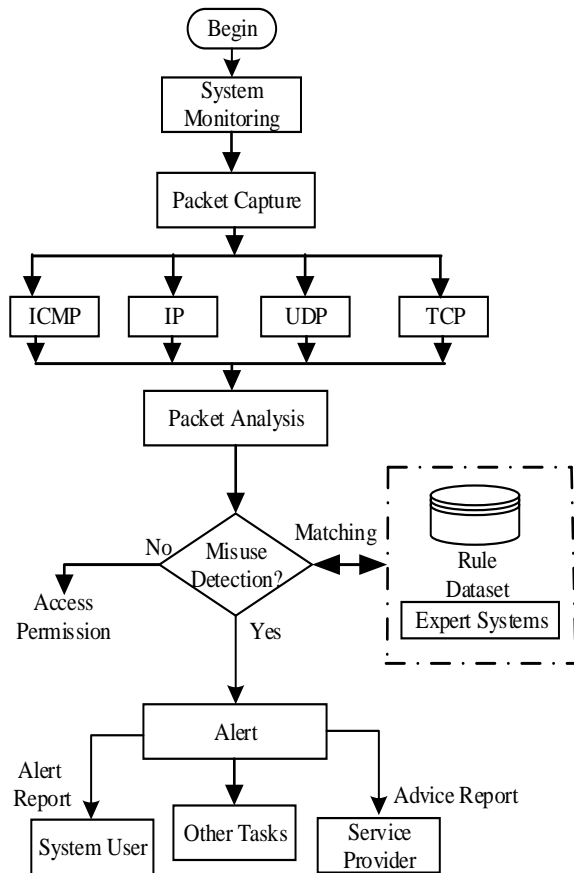 Begin
System
Monitoring
Packet Capture
ICMP
IP
UDP
TCP
Packet Analysis
Matching
No
Misuse
Detection?
Rule
Dataset
Expert Systems
Access
Permission
Yes
Alert
Alert
Report
Advice Report
System User
Other Tasks
Service
Provider